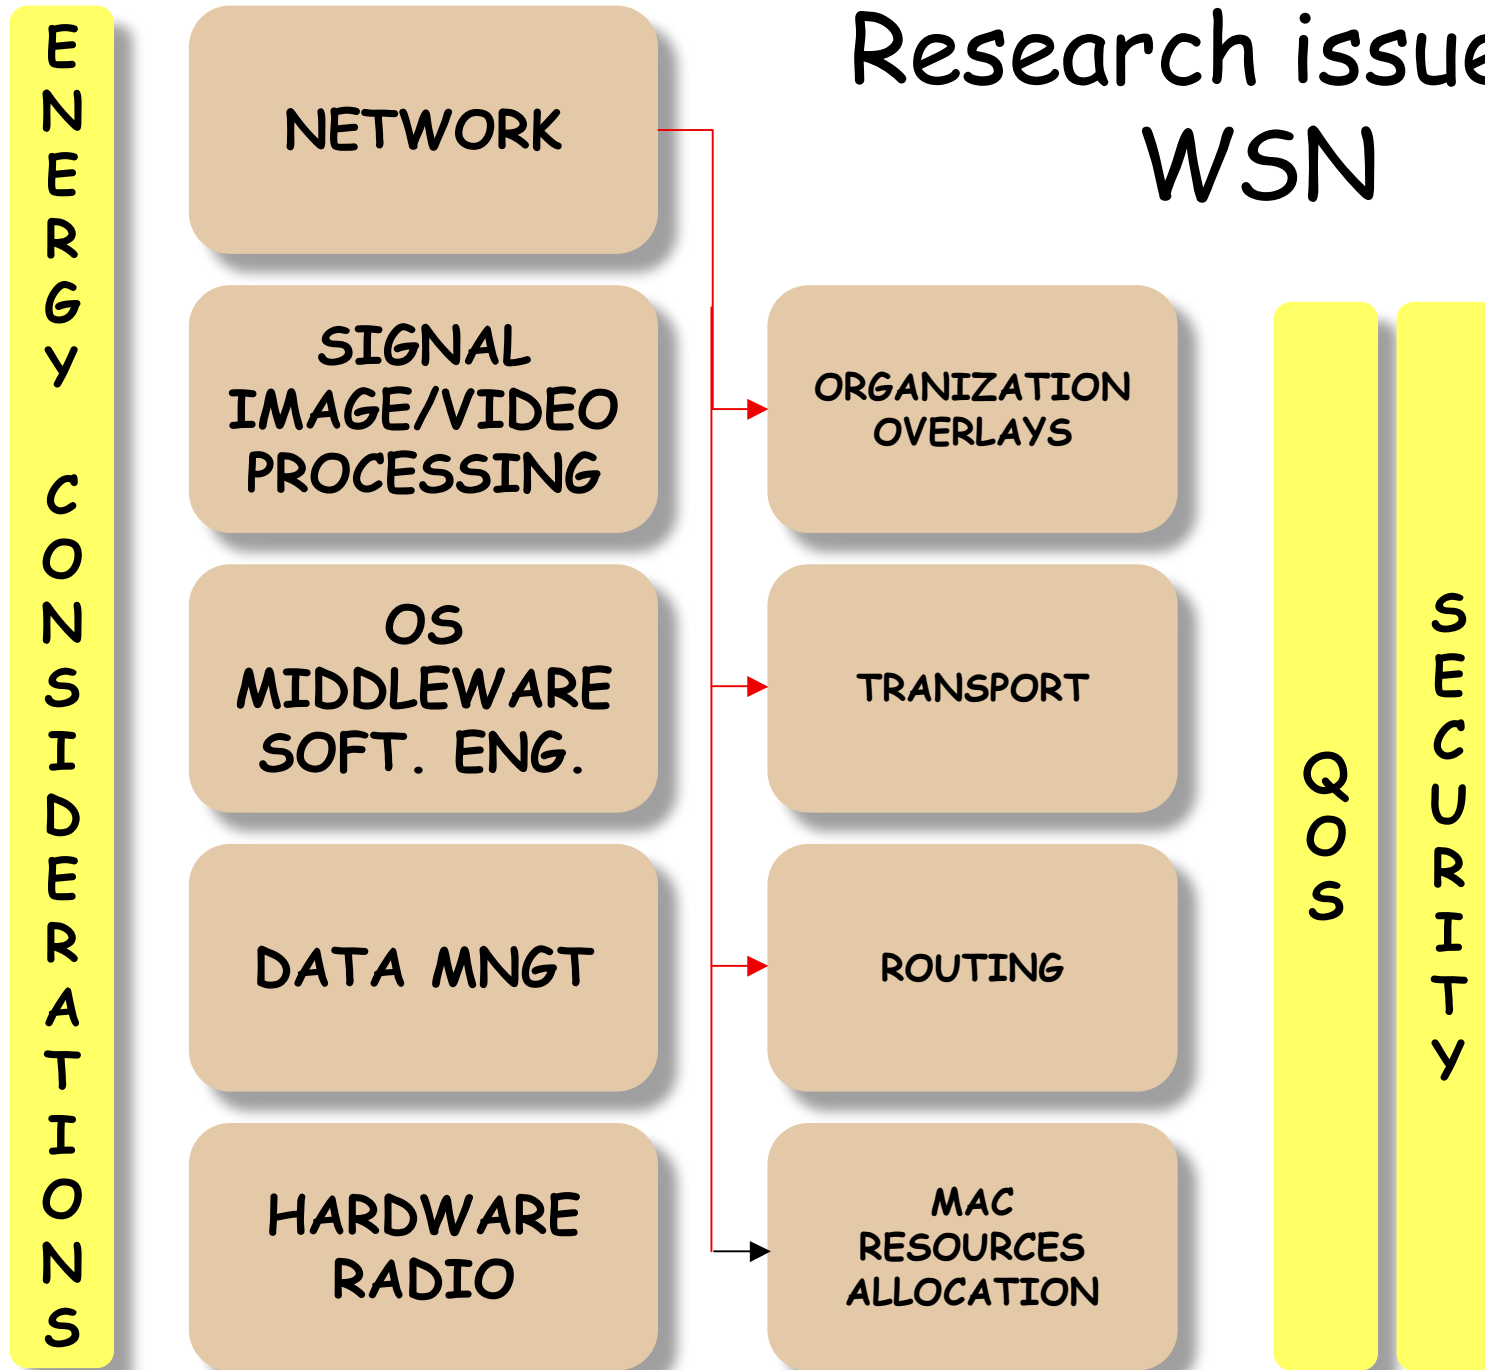 Research issue
WSN
ENERGY CONSIDERATIONS
NETWORK
SIGNAL
IMAGE/VIDEO
PROCESSING
OS
MIDDLEWARE
SOFT. ENG.
DATA MNGT
HARDWARE
RADIO
ORGANIZATION
OVERLAYS
TRANSPORT
ROUTING
MAC
RESOURCES
ALLOCATION
QOS
SECURITY